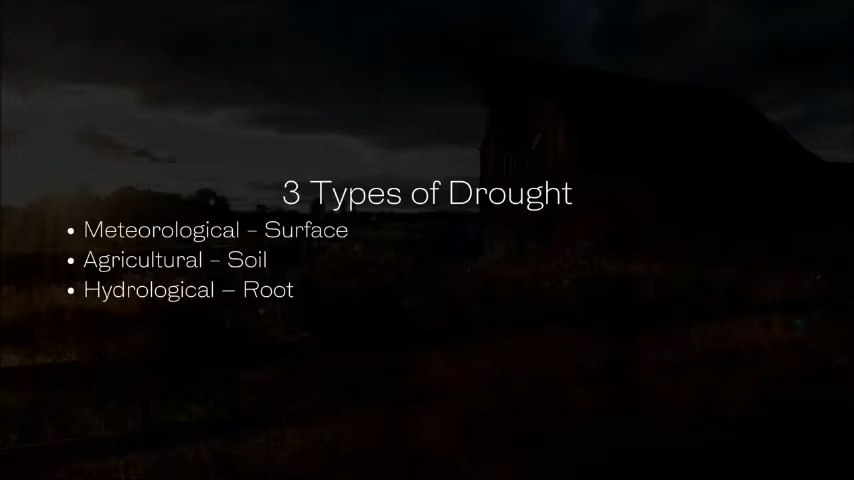 3 Types of Drought
• Meteorological – Surface
• Agricultural – Soil
• Hydrological – Root